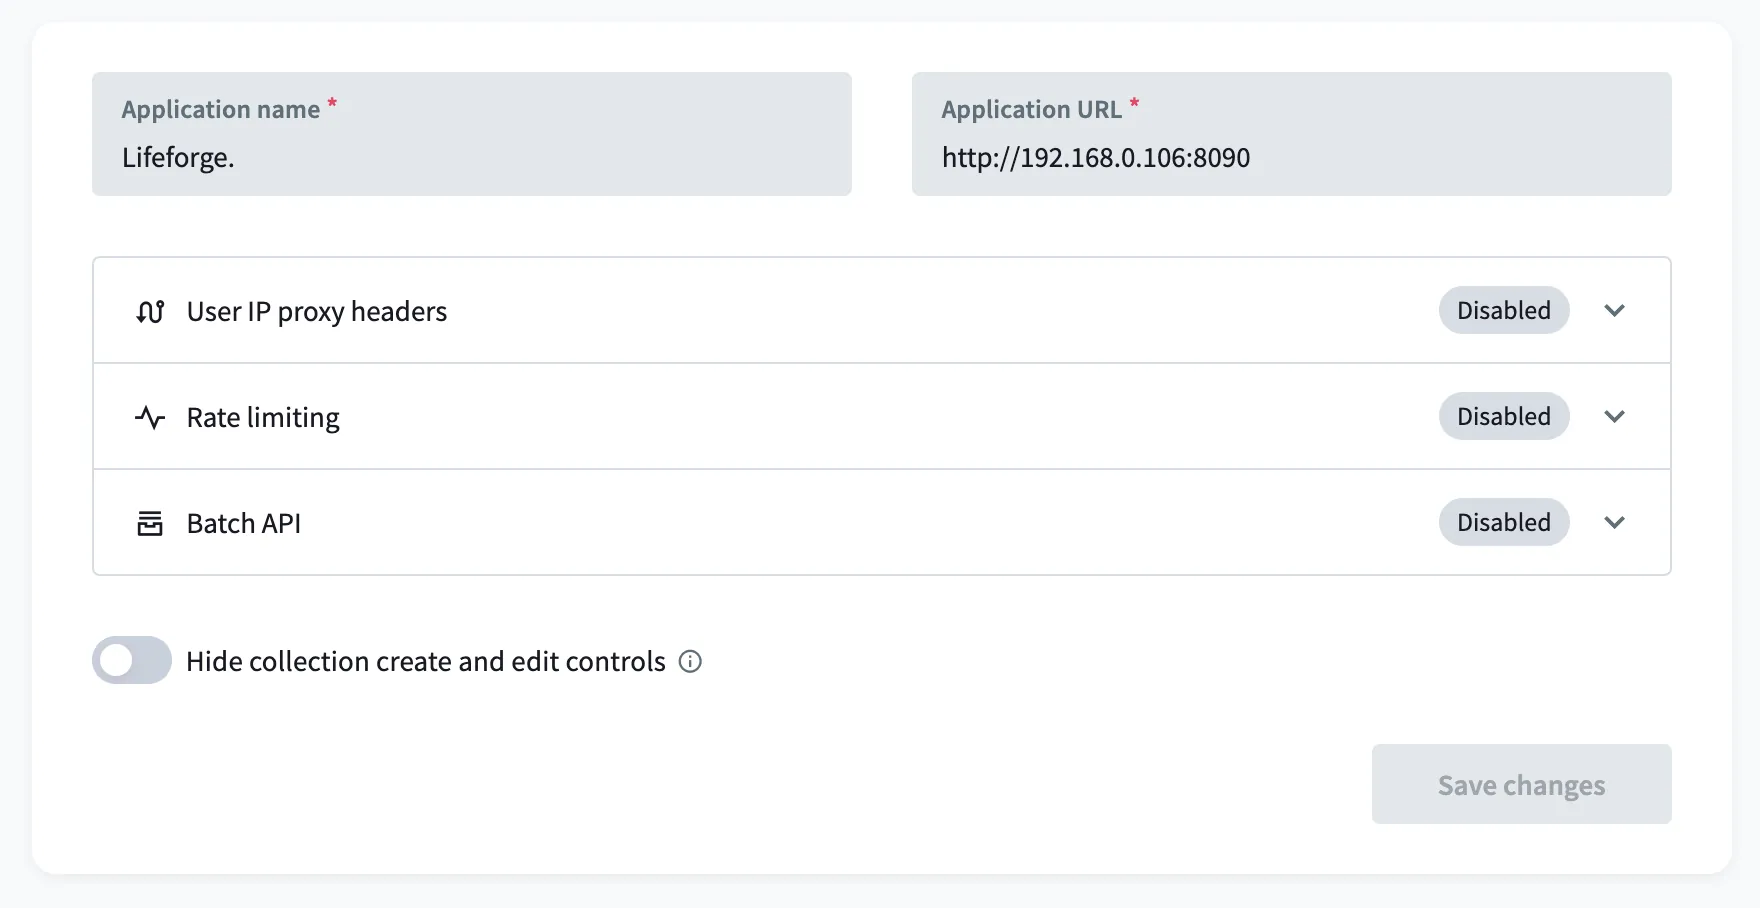 Application name *
Lifeforge.
Application URL *
http://192.168.0.106:8090
User IP proxy headers
Disabled
Rate limiting
Disabled
Batch API
Disabled
Hide collection create and edit controls
Save changes